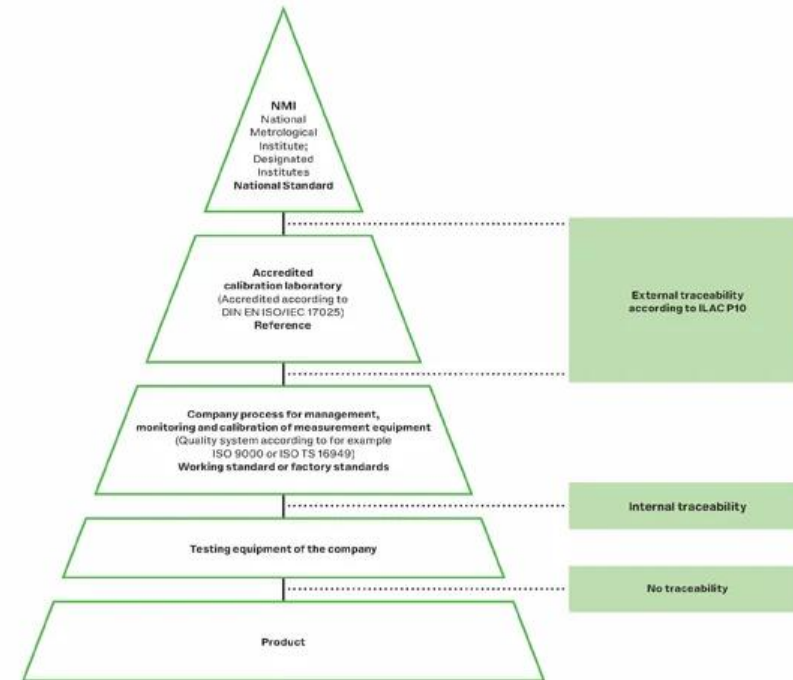 NMI
National
Metrological
Institute;
Designated
Institutes
National Standard
Accredited
calibration laboratory
(Accredited according to
DIN EN ISO/IEC 17025)
Reference
External traceability
according to ILAC P10
Company process for management,
monitoring and calibration of measurement equipment
(Quality system according to for example
ISO 9000 or ISO TS 16949)
Working standard or factory standards
Internal traceability
Testing equipment of the company
No traceability
Product